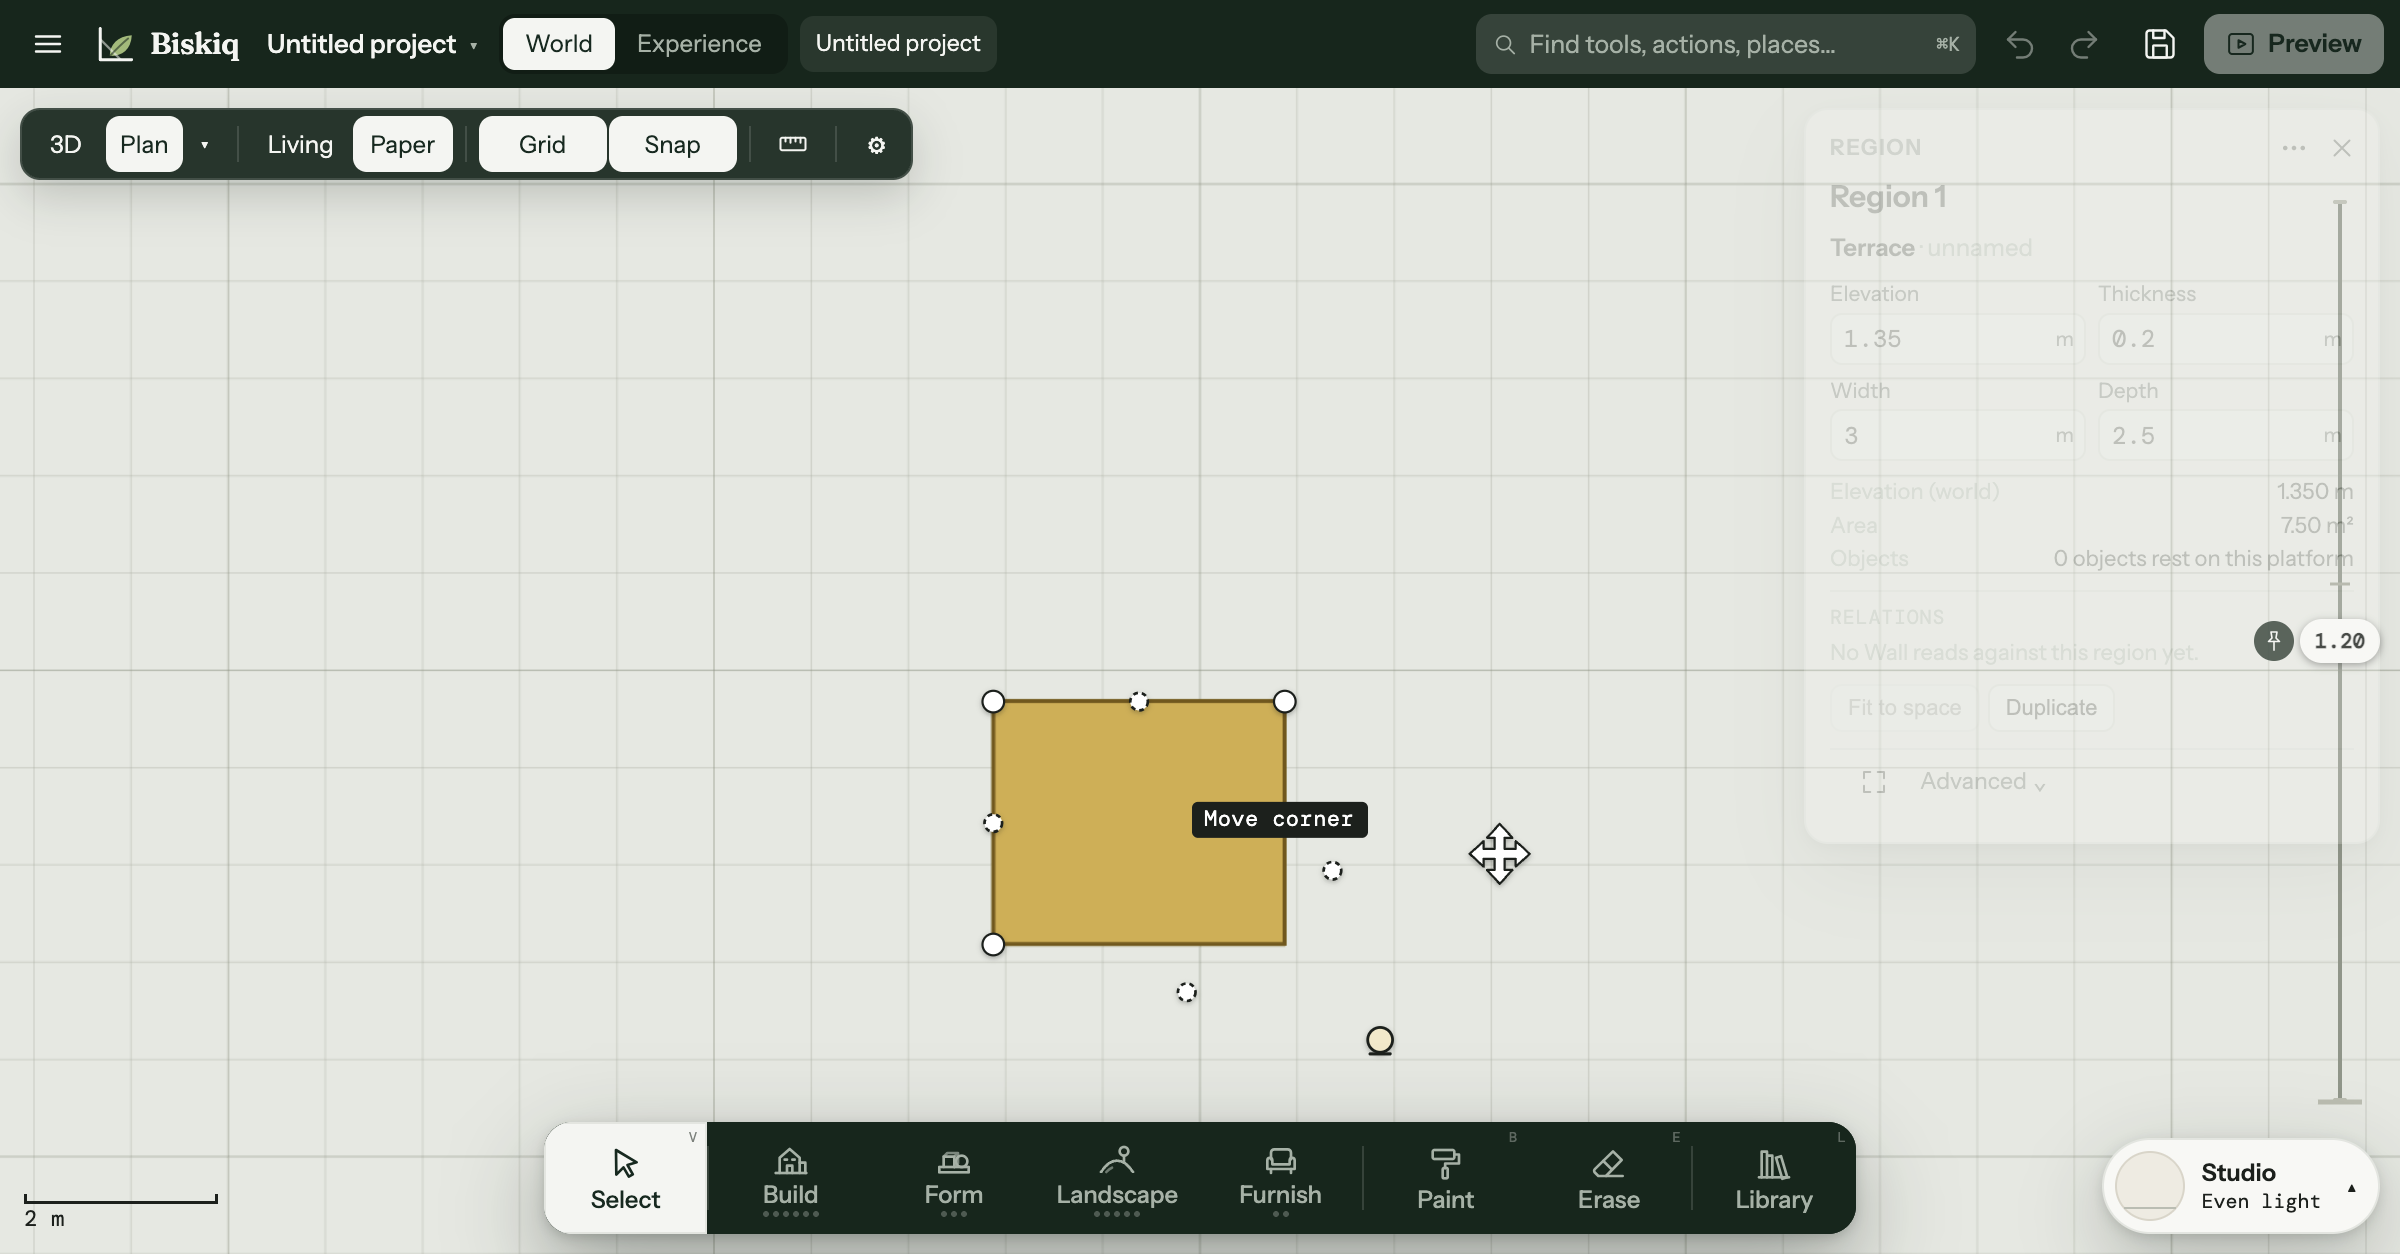 Biskiq Untitled project ▾ World Experience Untitled project Find tools, actions, places... ⌘K Preview
3D Plan ▾ Living Paper Grid Snap
REGION
Region 1
Terrace · unnamed
Elevation Thickness
1.35 m 0.2 m
Width Depth
3 m 2.5 m
Elevation (world) 1.350 m
Area 7.50 m²
Objects 0 objects rest on this platform
RELATIONS
No Wall reads against this region yet.
1.20
Fit to space Duplicate
Advanced
Move corner
V B E L
Select Build Form Landscape Furnish Paint Erase Library
2 m
Studio
Even light